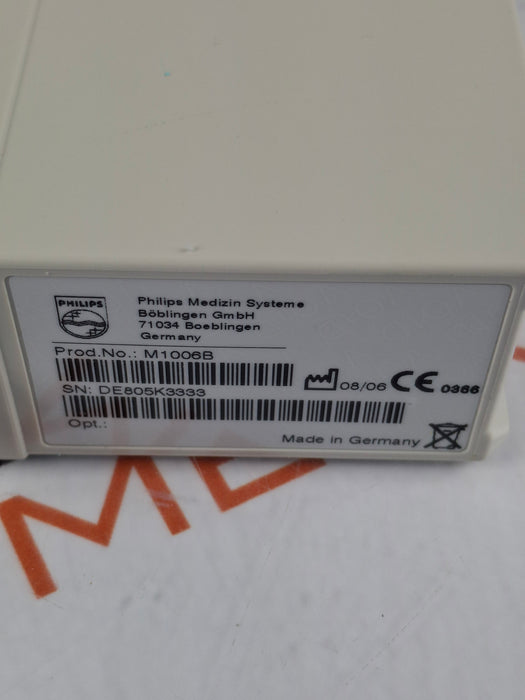 PHILIPS
Philips Medizin Systeme
Böblingen GmbH
71034 Boeblingen
Germany
Prod.No.: M1006B
SN: DE805K3333
08/06 CE 0366
Opt.:
Made in Germany
ME